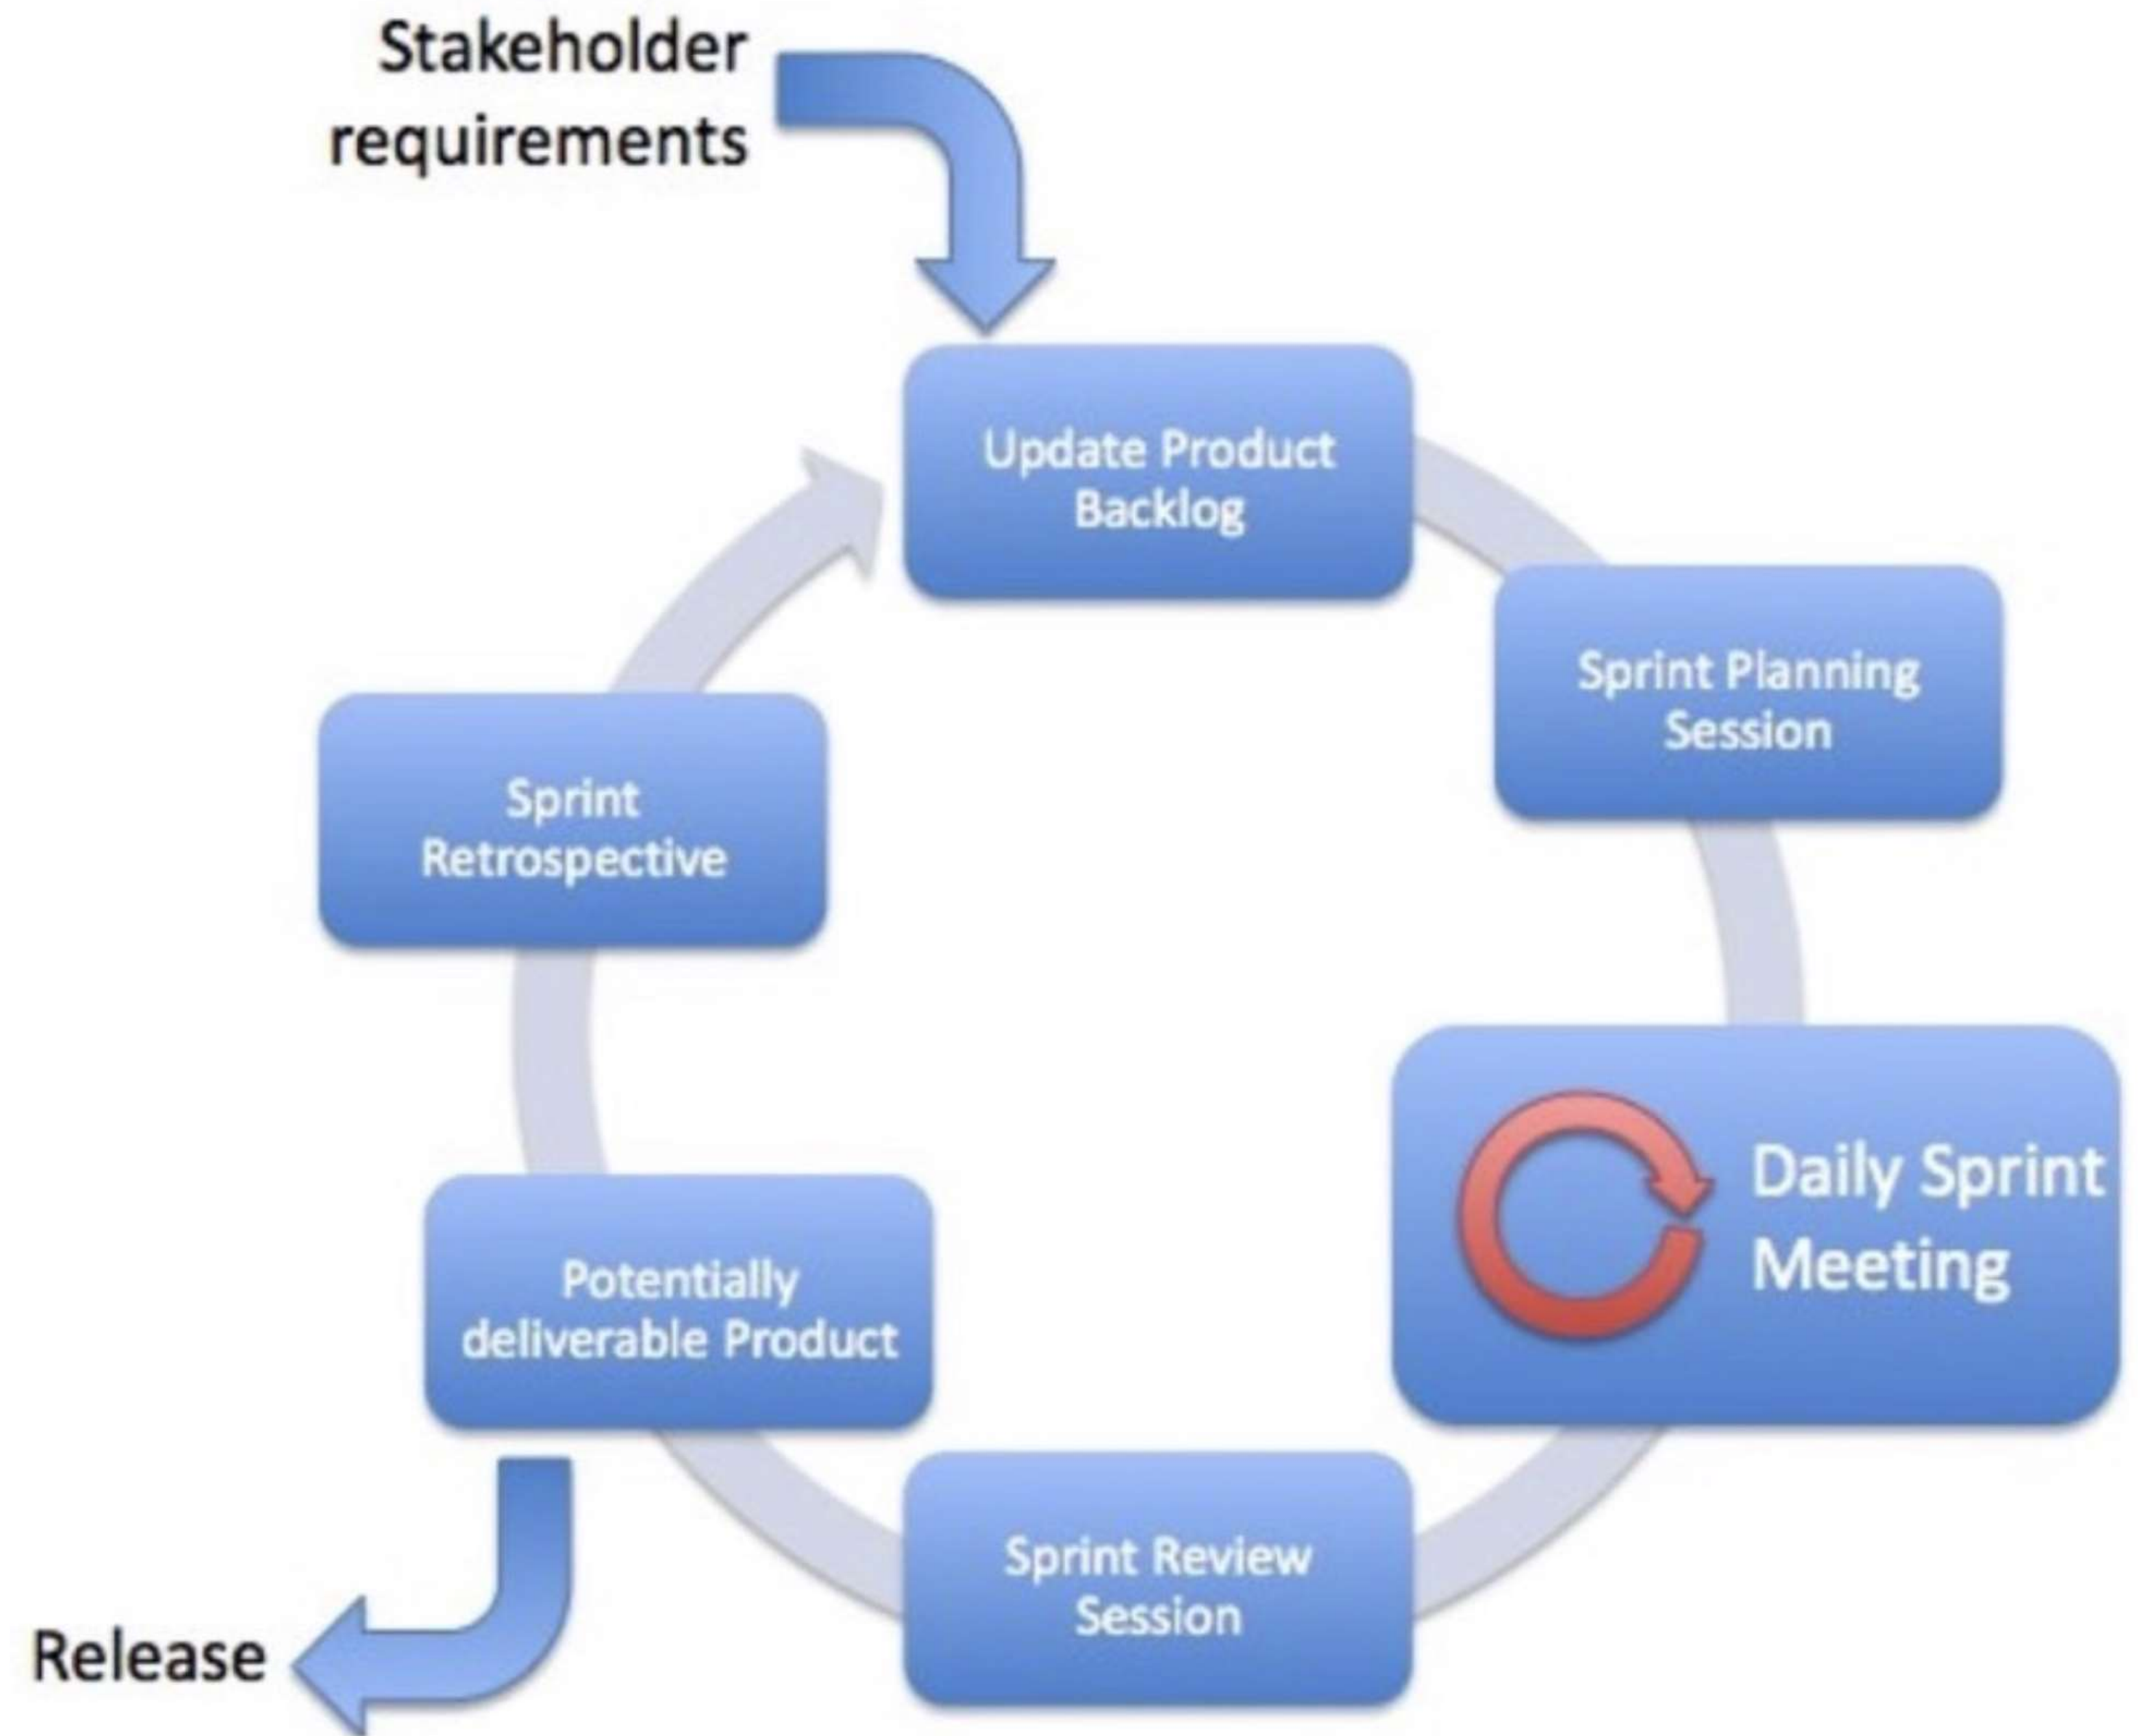 Stakeholder
requirements
Update Product
Backlog
Sprint Planning
Session
Daily Sprint
Meeting
Sprint Review
Session
Potentially
deliverable Product
Release
Sprint
Retrospective